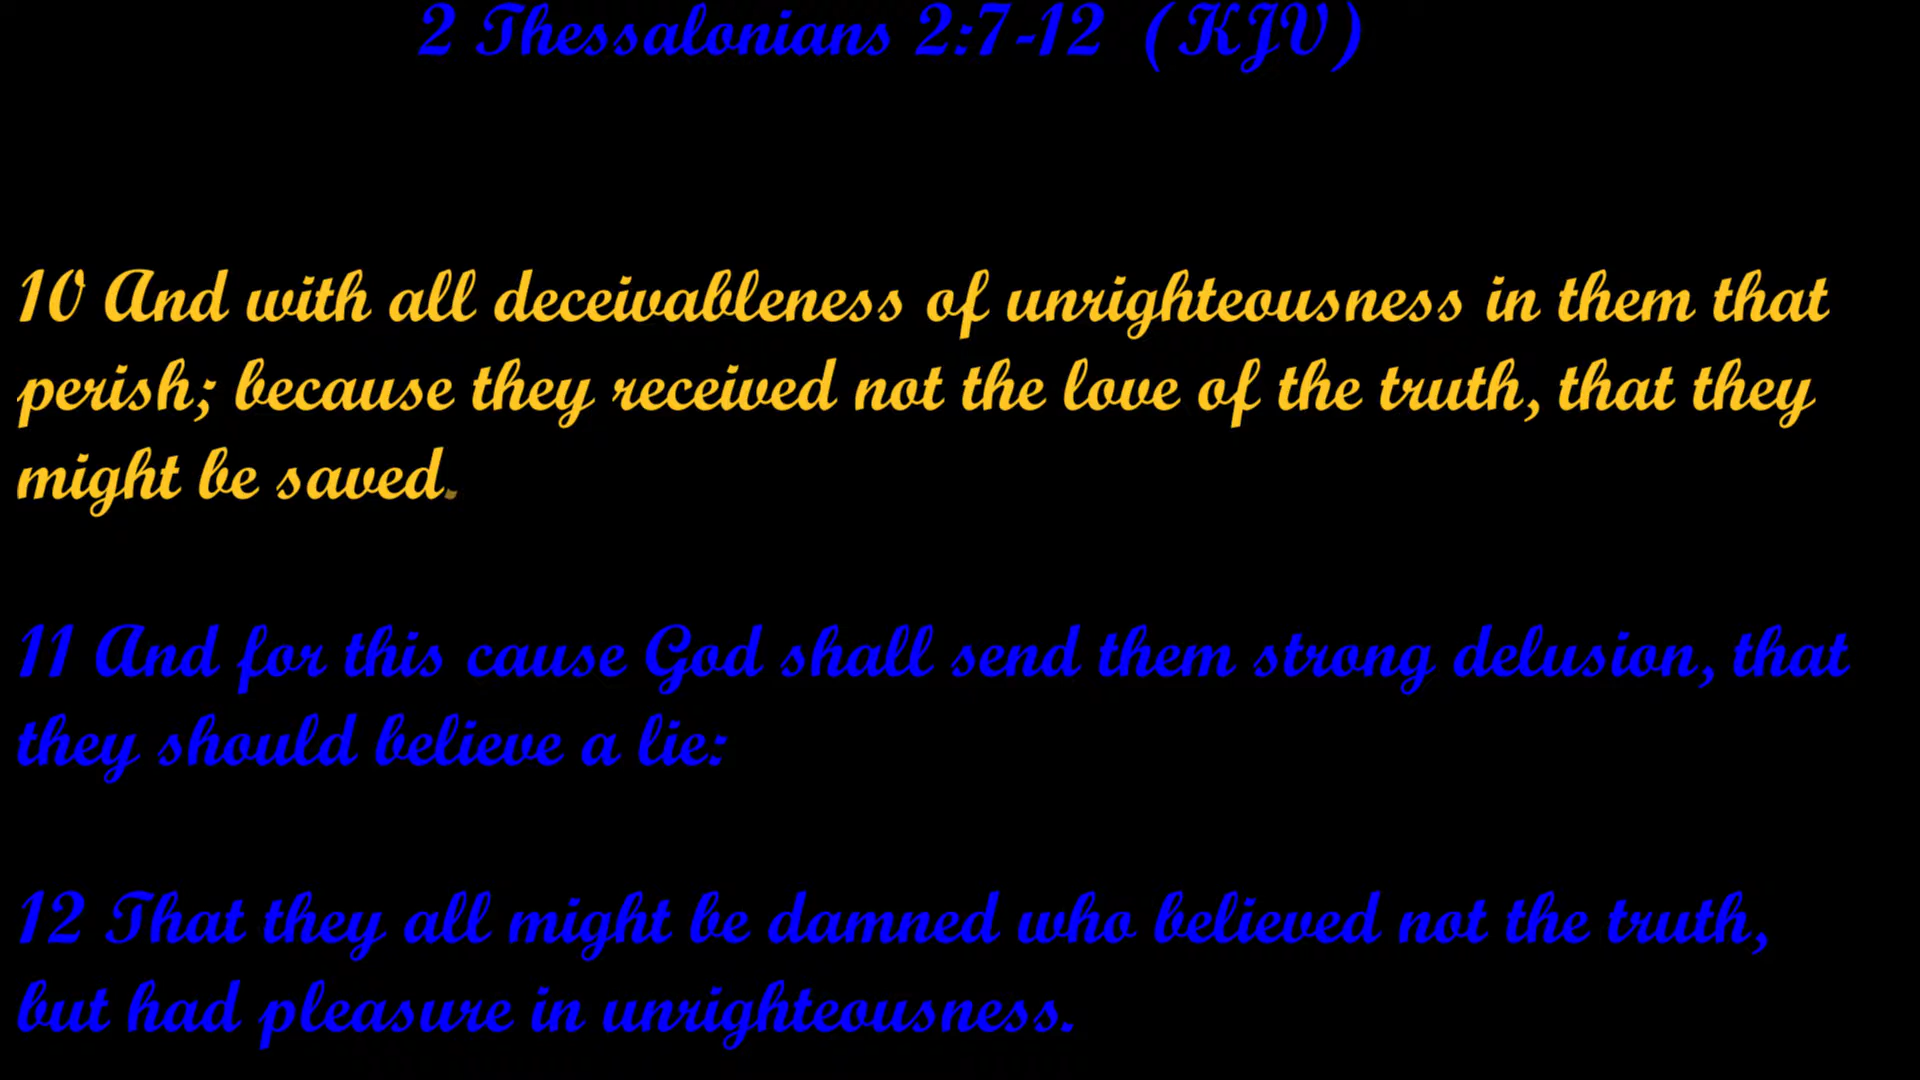 2 Thessalonians 2:7-12 (KJV)
10 And with all deceivableness of unrighteousness in them that
perish; because they received not the love of the truth, that they
might be saved.
11 And for this cause God shall send them strong delusion, that
they should believe a lie:
12 That they all might be damned who believed not the truth,
but had pleasure in unrighteousness.